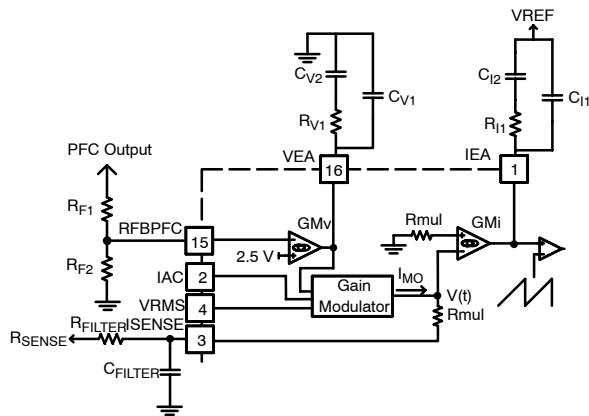 VREF
CV2
CV1
CI2
CI1
RV1
RI1
PFC Output
VEA
16
IEA
1
RF1
RFBPFC
15
GMv
Rmul
GMi
2.5 V
RF2
IAC
2
IMO
Gain
Modulator
V(t)
VRMS
4
Rmul
RFILTER
ISENSE
RSENSE
3
CFILTER